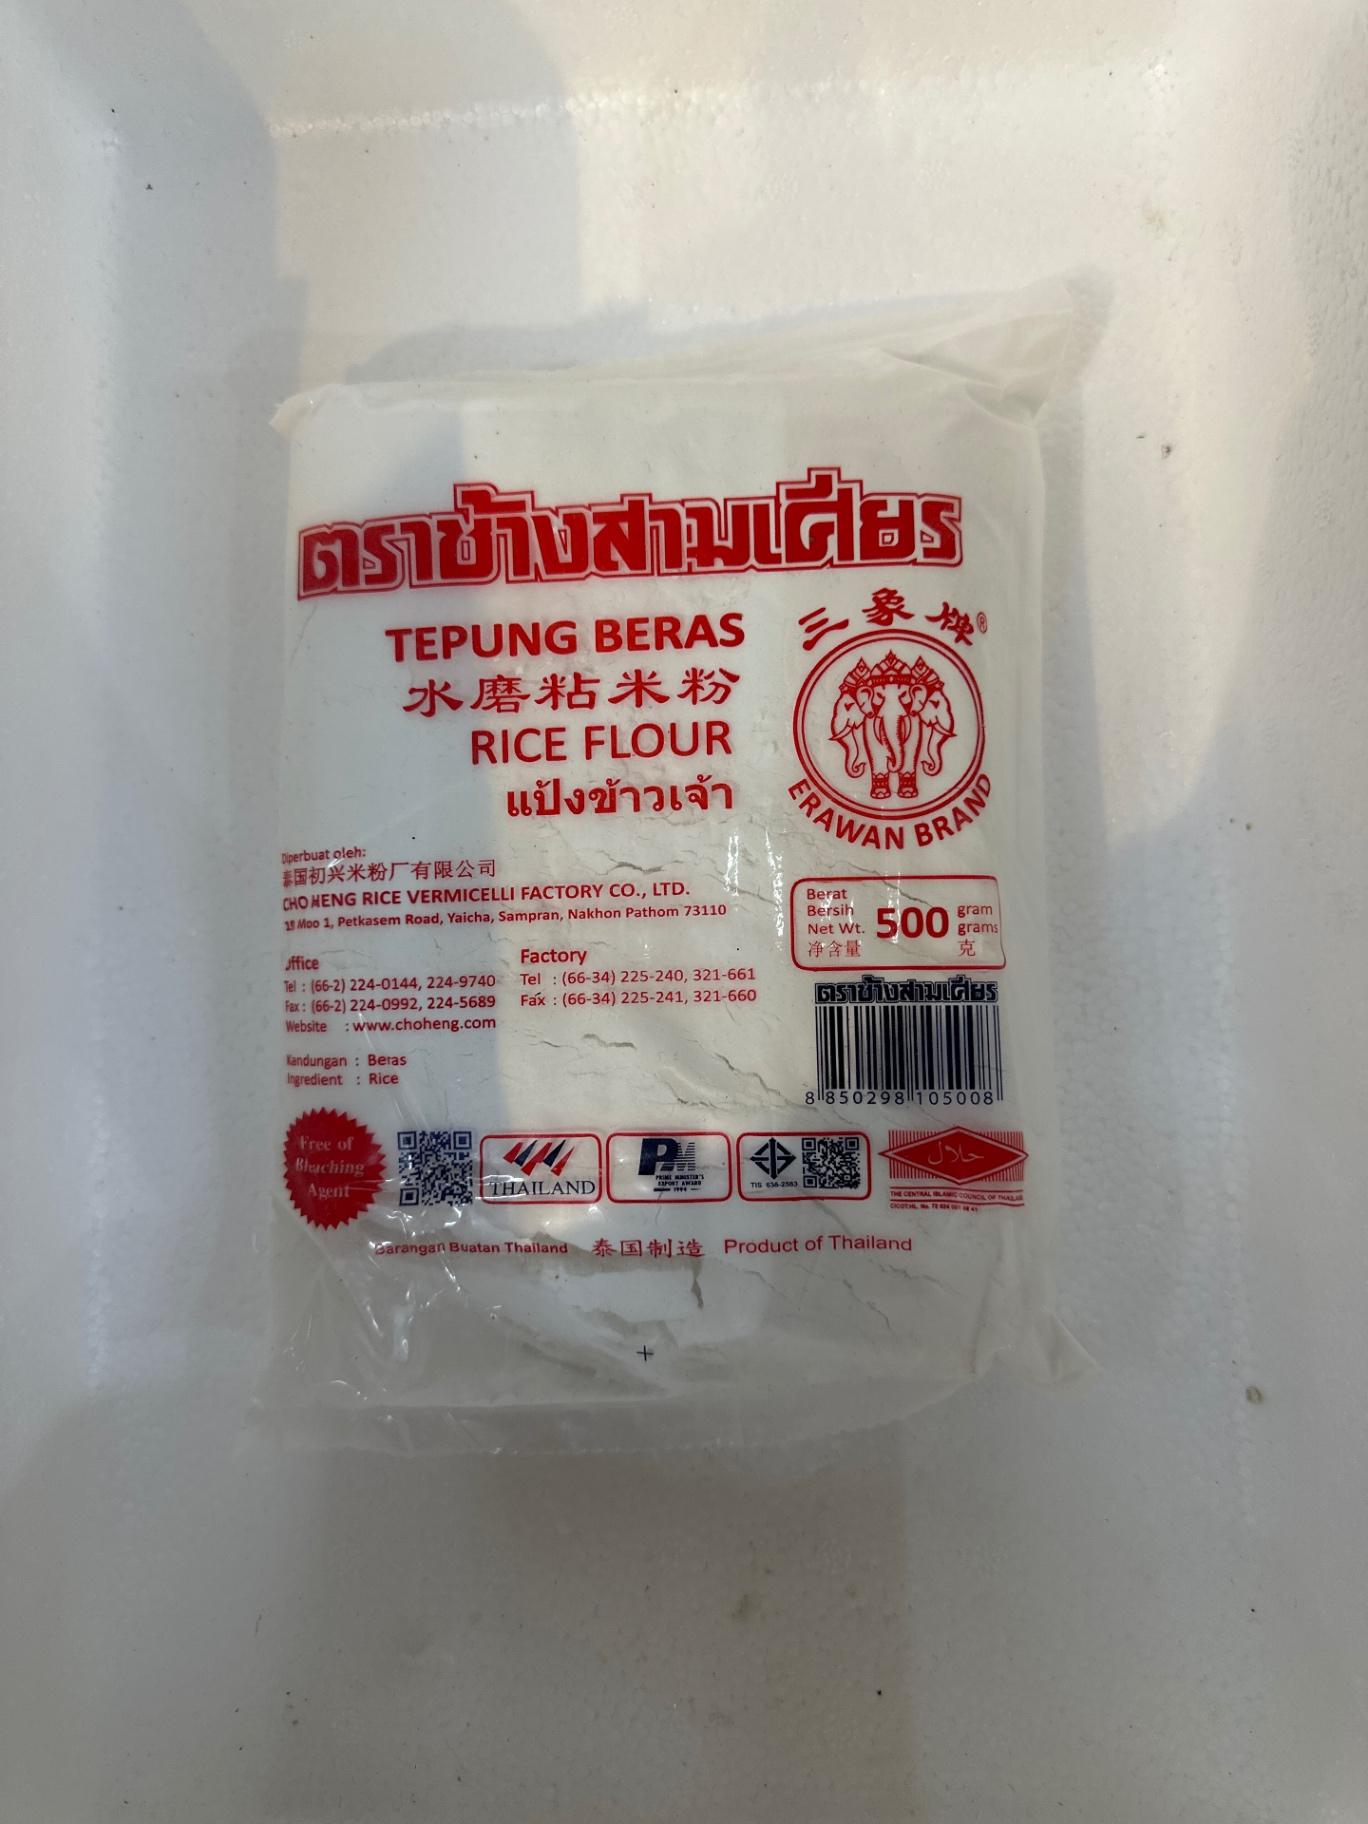 ตราช้างสามเศียร
TEPUNG BERAS
水磨粘米粉
RICE FLOUR
แป้งข้าวเจ้า
三象牌®
ERAWAN BRAND
Diperbuat oleh:
泰国初兴米粉厂有限公司
CHO HENG RICE VERMICELLI FACTORY CO., LTD.
Moo 1, Petkasem Road, Yaicha, Sampran, Nakhon Pathom 73110
Office
Tel : (66-2) 224-0144, 224-9740
Fax : (66-2) 224-0992, 224-5689
Website : www.choheng.com
Factory
Tel : (66-34) 225-240, 321-661
Fax : (66-34) 225-241, 321-660
Kandungan : Beras
Ingredient : Rice
Berat
Bersih
Net Wt.
净含量
500
gram
grams
克
ตราช้างสามเศียร
8 850298 105008
Free of
Bleaching
Agent
THAILAND
PM
PRIME MINISTER'S
EXPORT AWARD
1994
TIS 638-2563
حلال
THE CENTRAL ISLAMIC COUNCIL OF THAILAND
Barangan Buatan Thailand 泰国制造 Product of Thailand